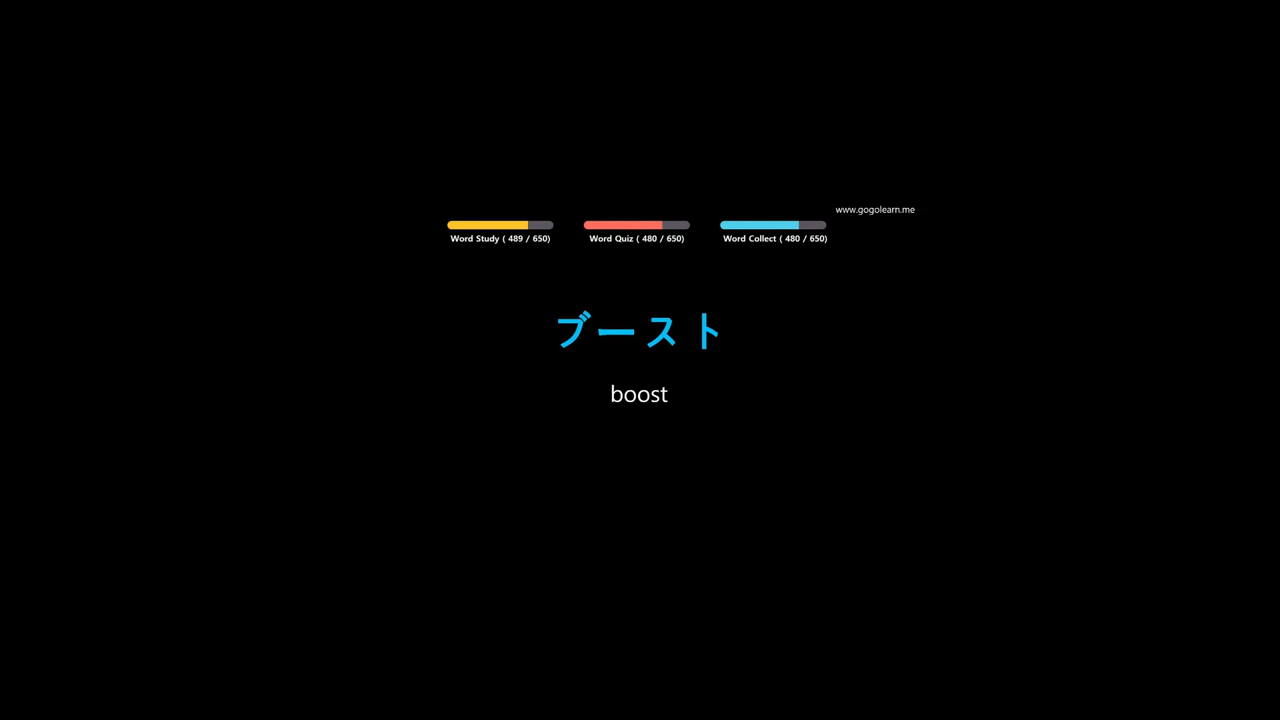 www.gogolearn.me
Word Study ( 489 / 650)
Word Quiz ( 480 / 650)
Word Collect ( 480 / 650)
ブースト
boost